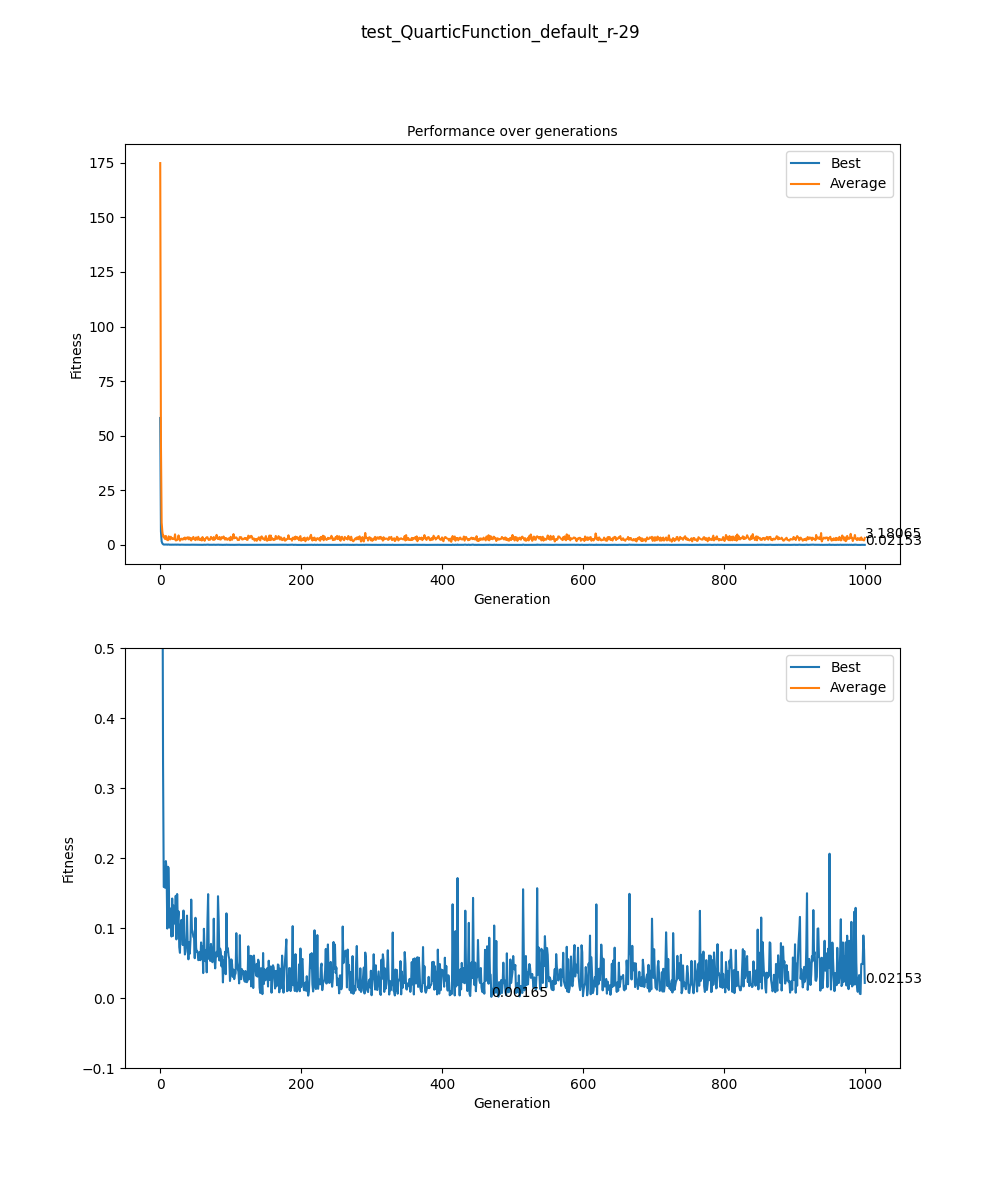 test_QuarticFunction_default_r-29
Performance over generations
Best
Average
175
150
125
100
75
50
25
0
Fitness
3.18065
0.02153
0 200 400 600 800 1000
Generation
Best
Average
0.5
0.4
0.3
0.2
0.1
0.0
−0.1
Fitness
0.02153
0.00165
0 200 400 600 800 1000
Generation